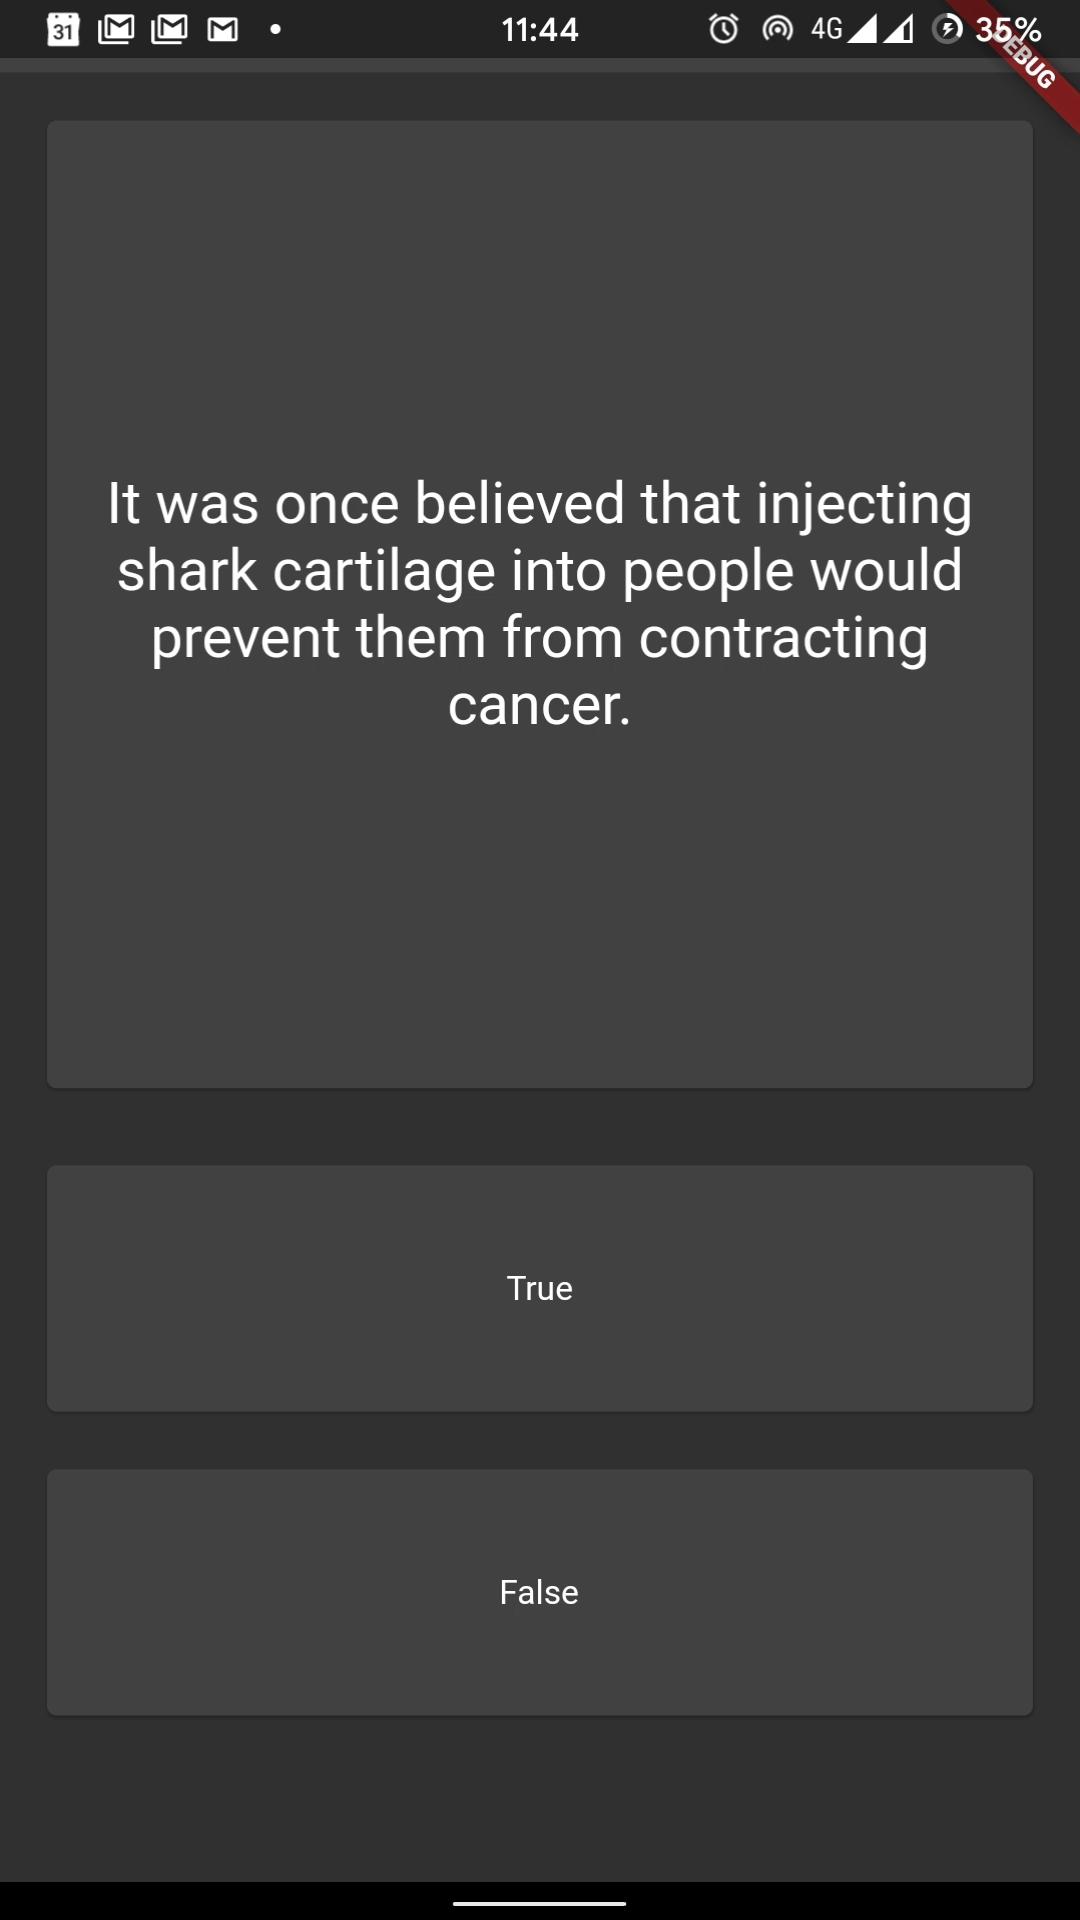 31 11:44 4G 35%
DEBUG
It was once believed that injecting
shark cartilage into people would
prevent them from contracting
cancer.
True
False